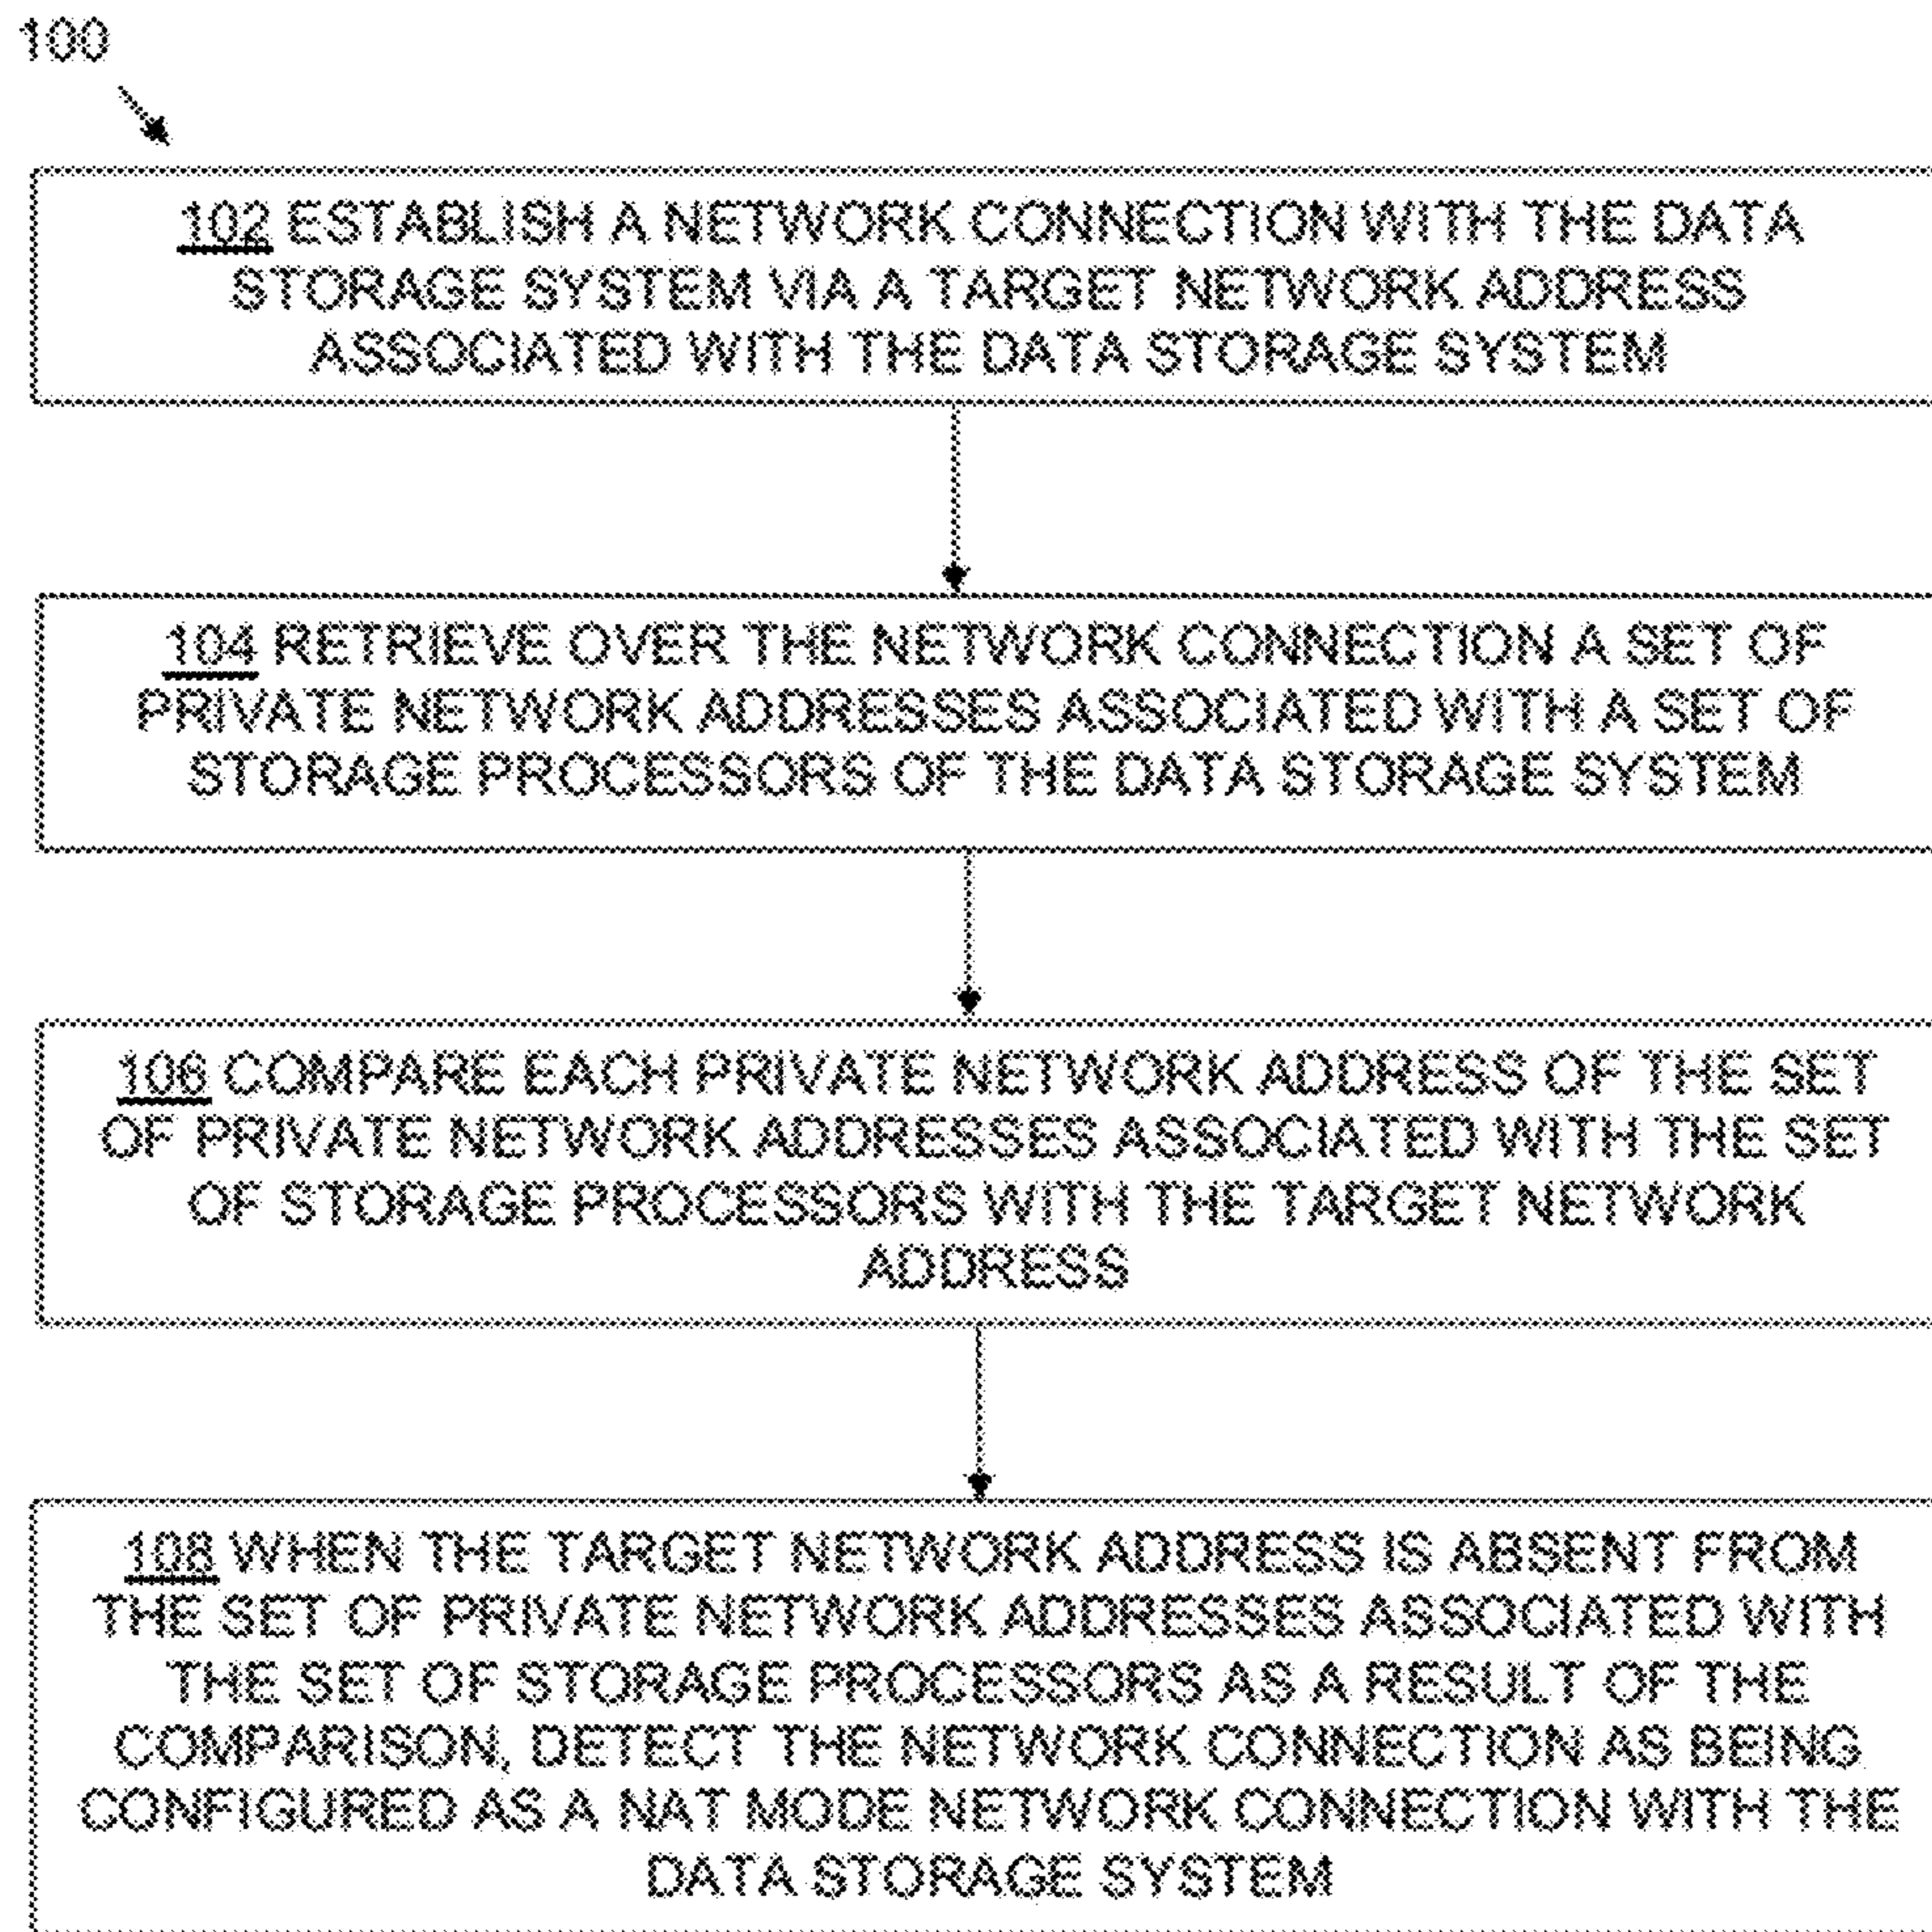 100
102 ESTABLISH A NETWORK CONNECTION WITH THE DATA
STORAGE SYSTEM VIA A TARGET NETWORK ADDRESS
ASSOCIATED WITH THE DATA STORAGE SYSTEM
104 RETRIEVE OVER THE NETWORK CONNECTION A SET OF
PRIVATE NETWORK ADDRESSES ASSOCIATED WITH A SET OF
STORAGE PROCESSORS OF THE DATA STORAGE SYSTEM
106 COMPARE EACH PRIVATE NETWORK ADDRESS OF THE SET
OF PRIVATE NETWORK ADDRESSES ASSOCIATED WITH THE SET
OF STORAGE PROCESSORS WITH THE TARGET NETWORK
ADDRESS
108 WHEN THE TARGET NETWORK ADDRESS IS ABSENT FROM
THE SET OF PRIVATE NETWORK ADDRESSES ASSOCIATED WITH
THE SET OF STORAGE PROCESSORS AS A RESULT OF THE
COMPARISON, DETECT THE NETWORK CONNECTION AS BEING
CONFIGURED AS A NAT MODE NETWORK CONNECTION WITH THE
DATA STORAGE SYSTEM